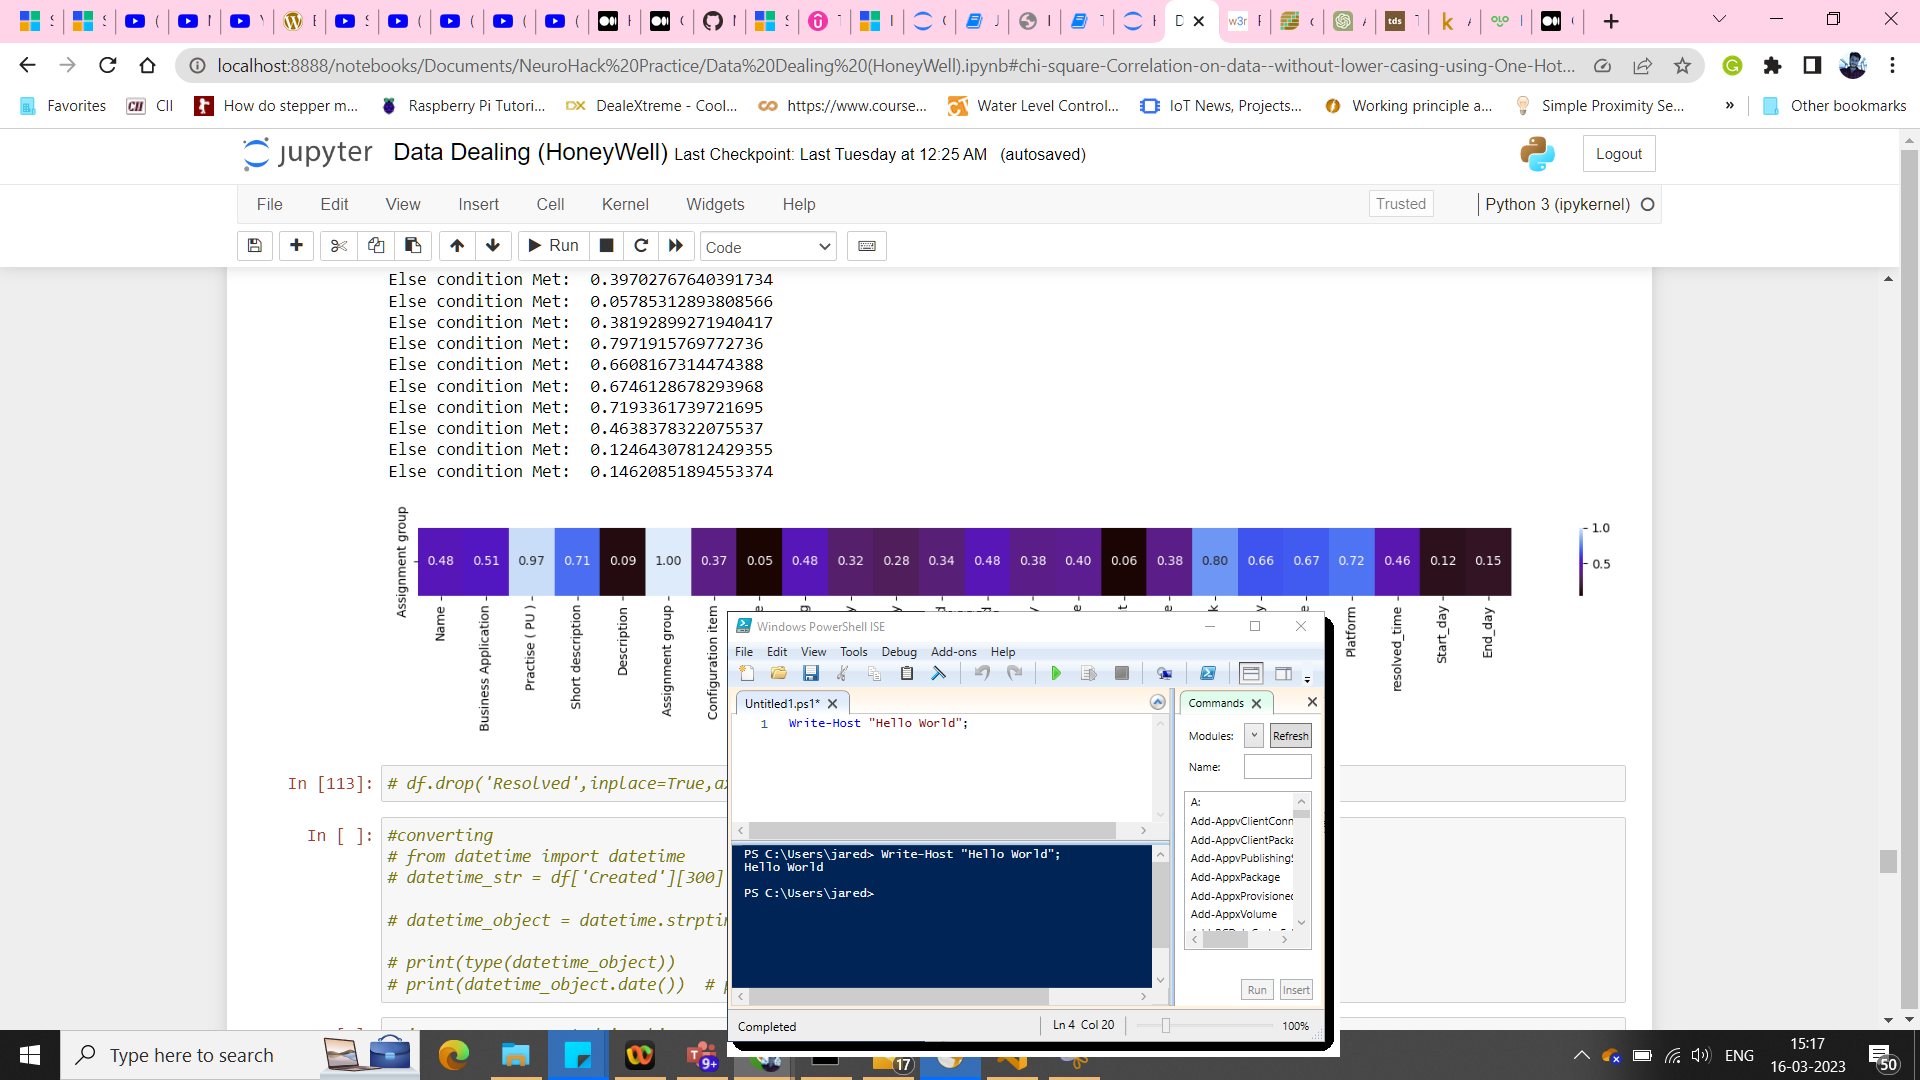 localhost:8888/notebooks/Documents/NeuroHack%20Practice/Data%20Dealing%20(HoneyWell).ipynb#chi-square-Correlation-on-data--without-lower-casing-using-One-Hot...
Favorites CII How do stepper m... Raspberry Pi Tutori... DealeXtreme - Cool... https://www.course... Water Level Control... IoT News, Projects... Working principle a... Simple Proximity Se... » Other bookmarks
jupyter Data Dealing (HoneyWell) Last Checkpoint: Last Tuesday at 12:25 AM (autosaved) Logout
File Edit View Insert Cell Kernel Widgets Help Trusted Python 3 (ipykernel)
Run Code
Else condition Met: 0.39702767640391734
Else condition Met: 0.05785312893808566
Else condition Met: 0.38192899271940417
Else condition Met: 0.7971915769772736
Else condition Met: 0.6608167314474388
Else condition Met: 0.6746128678293968
Else condition Met: 0.7193361739721695
Else condition Met: 0.4638378322075537
Else condition Met: 0.12464307812429355
Else condition Met: 0.14620851894553374
Assignment group
0.48 0.51 0.97 0.71 0.09 1.00 0.37 0.05 0.48 0.32 0.28 0.34 0.48 0.38 0.40 0.06 0.38 0.80 0.66 0.67 0.72 0.46 0.12 0.15
1.0
0.5
Name
Business Application
Practise ( PU )
Short description
Description
Assignment group
Configuration item
Platform
resolved_time
Start_day
End_day
In [113]: # df.drop('Resolved',inplace=True,ax
In [ ]: #converting
# from datetime import datetime
# datetime_str = df['Created'][300]
# datetime_object = datetime.strptim
# print(type(datetime_object))
# print(datetime_object.date()) # p
Windows PowerShell ISE
File Edit View Tools Debug Add-ons Help
Untitled1.ps1*
1 Write-Host "Hello World";
PS C:\Users\jared> Write-Host "Hello World";
Hello World
PS C:\Users\jared>
Commands
Modules: Refresh
Name:
A:
Add-AppvClientConn
Add-AppvClientPacka
Add-AppvPublishingS
Add-AppxPackage
Add-AppxProvisioned
Add-AppxVolume
Run Insert
Completed Ln 4 Col 20 100%
Type here to search
9+
17
ENG
15:17
16-03-2023
50